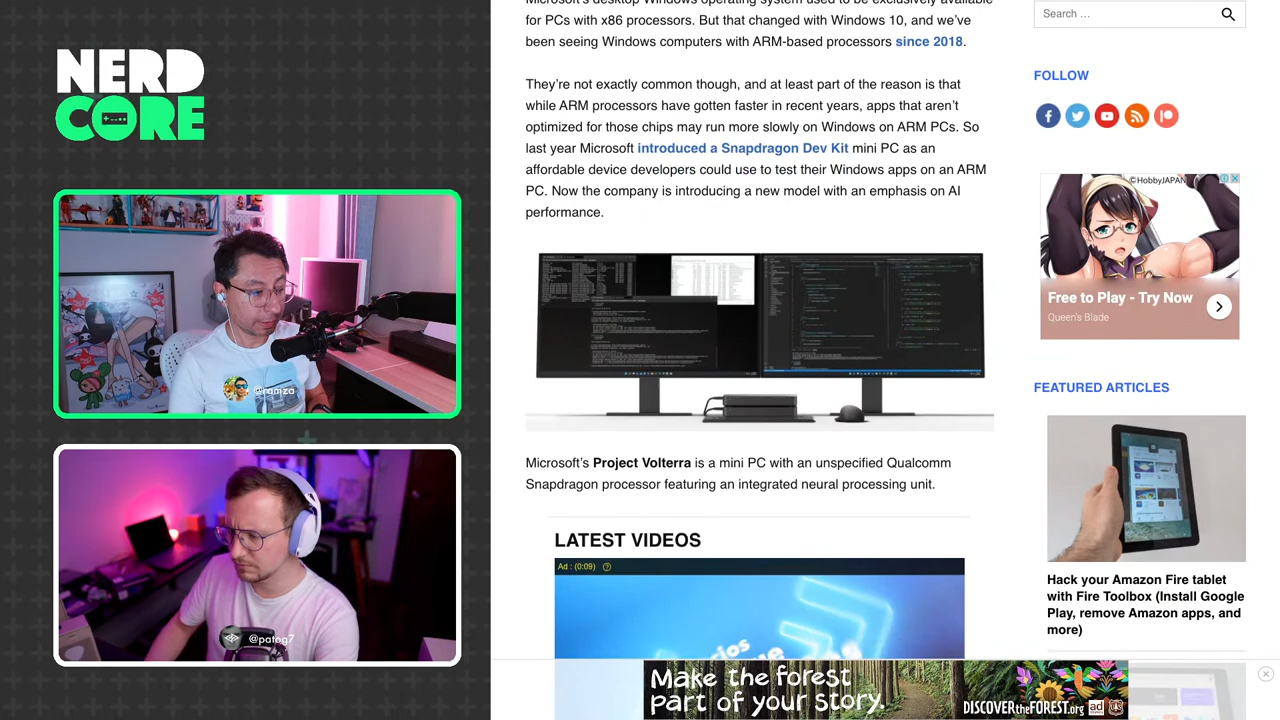 NERD
CORE
@ramza
@patog7
Microsoft's desktop Windows operating system used to be exclusively available
for PCs with x86 processors. But that changed with Windows 10, and we've
been seeing Windows computers with ARM-based processors since 2018.
They're not exactly common though, and at least part of the reason is that
while ARM processors have gotten faster in recent years, apps that aren't
optimized for those chips may run more slowly on Windows on ARM PCs. So
last year Microsoft introduced a Snapdragon Dev Kit mini PC as an
affordable device developers could use to test their Windows apps on an ARM
PC. Now the company is introducing a new model with an emphasis on AI
performance.
Microsoft's Project Volterra is a mini PC with an unspecified Qualcomm
Snapdragon processor featuring an integrated neural processing unit.
LATEST VIDEOS
Ad : (0:09)
Search …
FOLLOW
©HobbyJAPAN
Free to Play - Try Now
Queen's Blade
FEATURED ARTICLES
Hack your Amazon Fire tablet
with Fire Toolbox (Install Google
Play, remove Amazon apps, and
more)
Make the forest
part of your story.
DISCOVERtheFOREST.org
ad